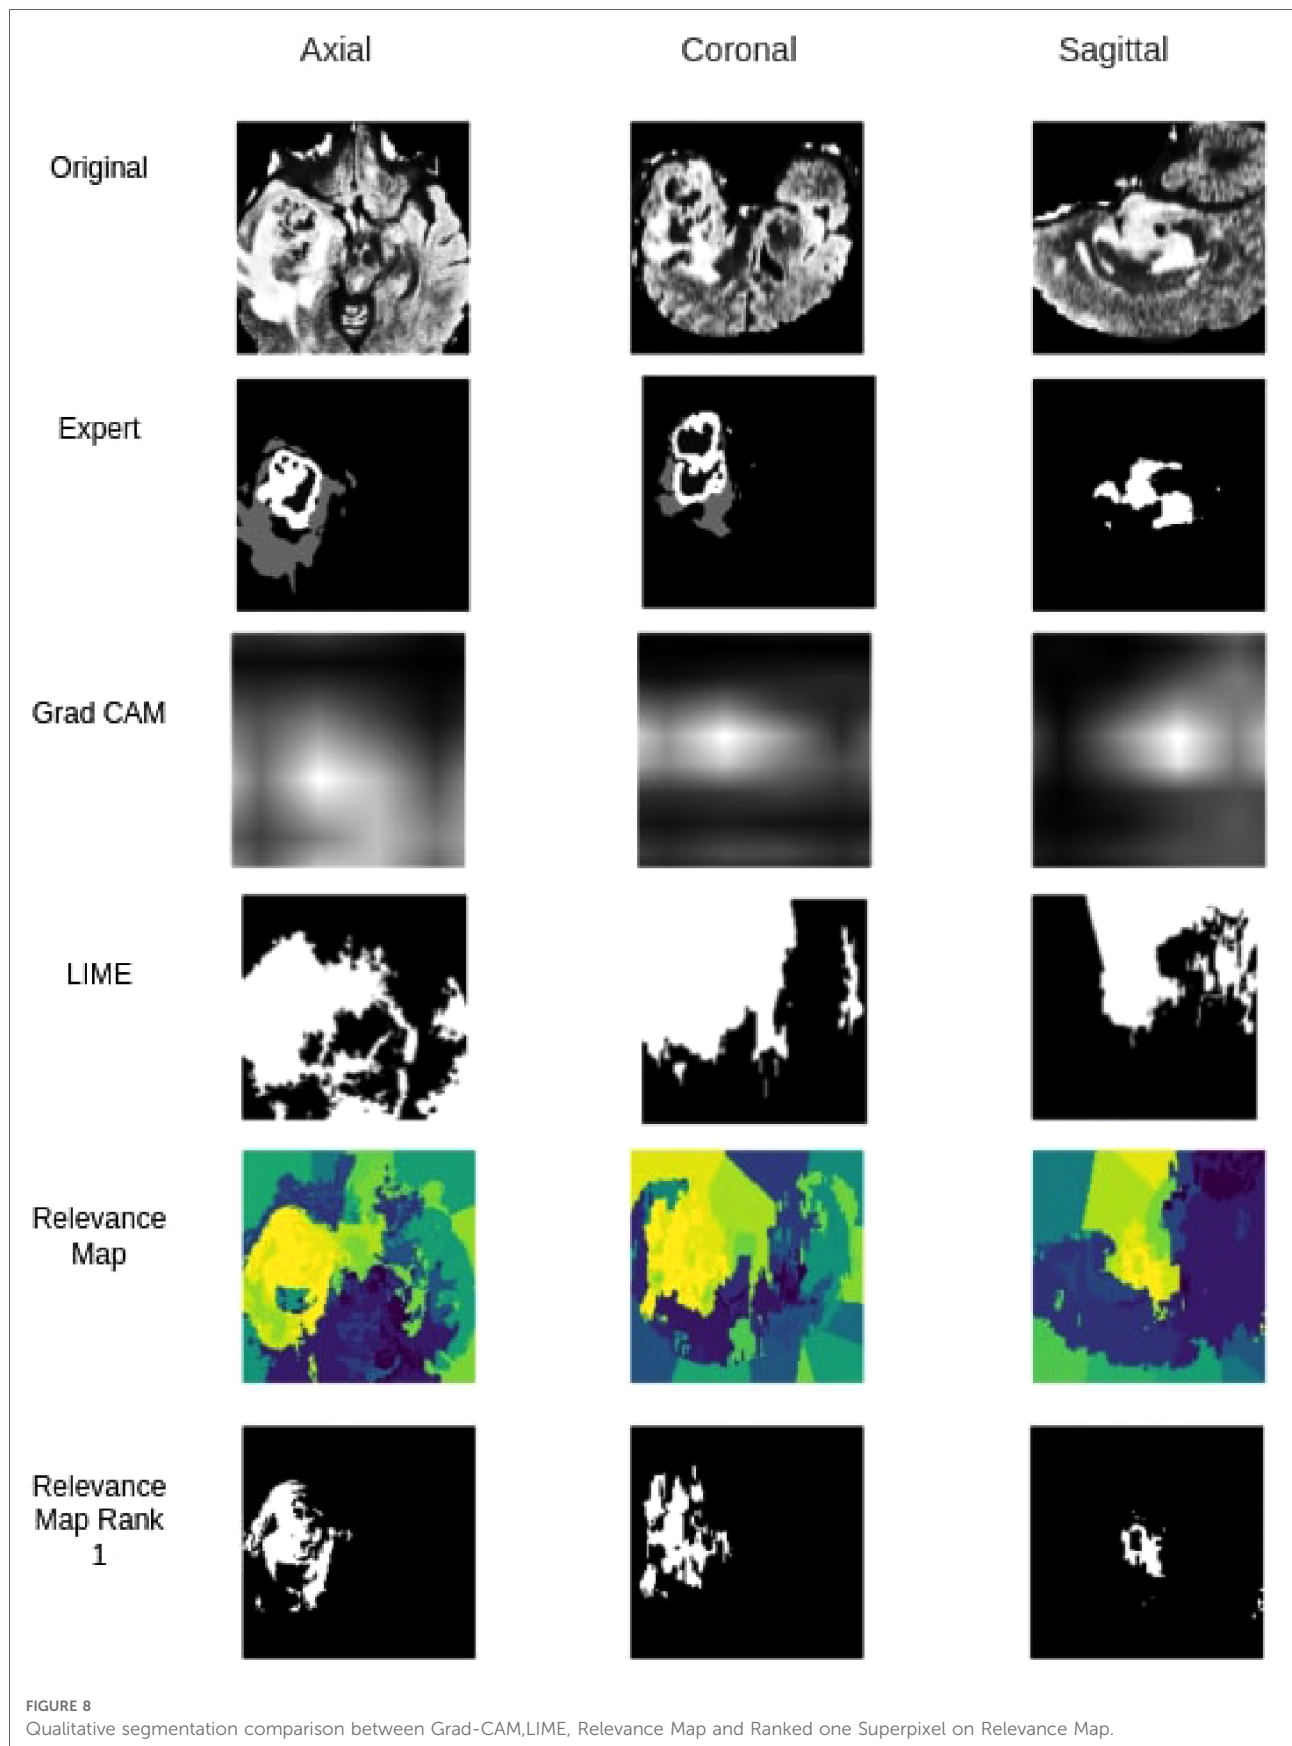 Axial Coronal Sagittal
Original
Expert
Grad CAM
LIME
Relevance
Map
Relevance
Map Rank
1
FIGURE 8
Qualitative segmentation comparison between Grad-CAM,LIME, Relevance Map and Ranked one Superpixel on Relevance Map.